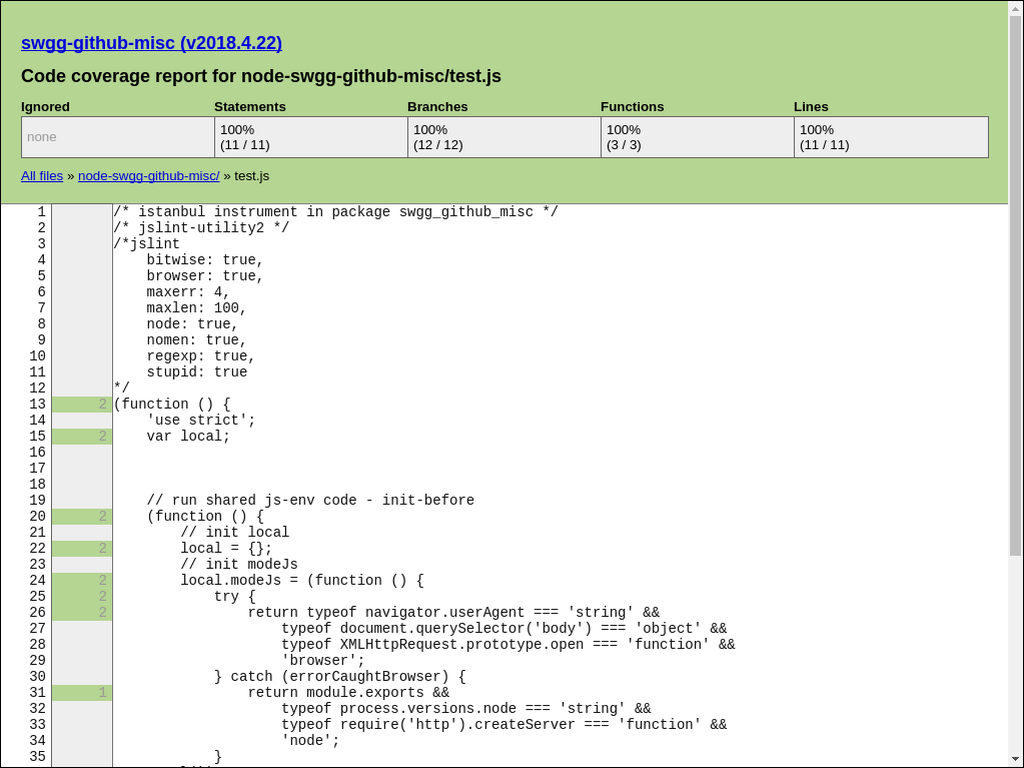 swgg-github-misc (v2018.4.22)
Code coverage report for node-swgg-github-misc/test.js
Ignored Statements Branches Functions Lines
none 100% 100% 100% 100%
(11 / 11) (12 / 12) (3 / 3) (11 / 11)
All files » node-swgg-github-misc/ » test.js
1 /* istanbul instrument in package swgg_github_misc */
2 /* jslint-utility2 */
3 /*jslint
4     bitwise: true,
5     browser: true,
6     maxerr: 4,
7     maxlen: 100,
8     node: true,
9     nomen: true,
10     regexp: true,
11     stupid: true
12 */
13 2 (function () {
14     'use strict';
15 2     var local;
16
17
18
19     // run shared js-env code - init-before
20 2     (function () {
21         // init local
22 2         local = {};
23         // init modeJs
24 2         local.modeJs = (function () {
25 2             try {
26 2                 return typeof navigator.userAgent === 'string' &&
27                     typeof document.querySelector('body') === 'object' &&
28                     typeof XMLHttpRequest.prototype.open === 'function' &&
29                     'browser';
30             } catch (errorCaughtBrowser) {
31 1                 return module.exports &&
32                     typeof process.versions.node === 'string' &&
33                     typeof require('http').createServer === 'function' &&
34                     'node';
35             }